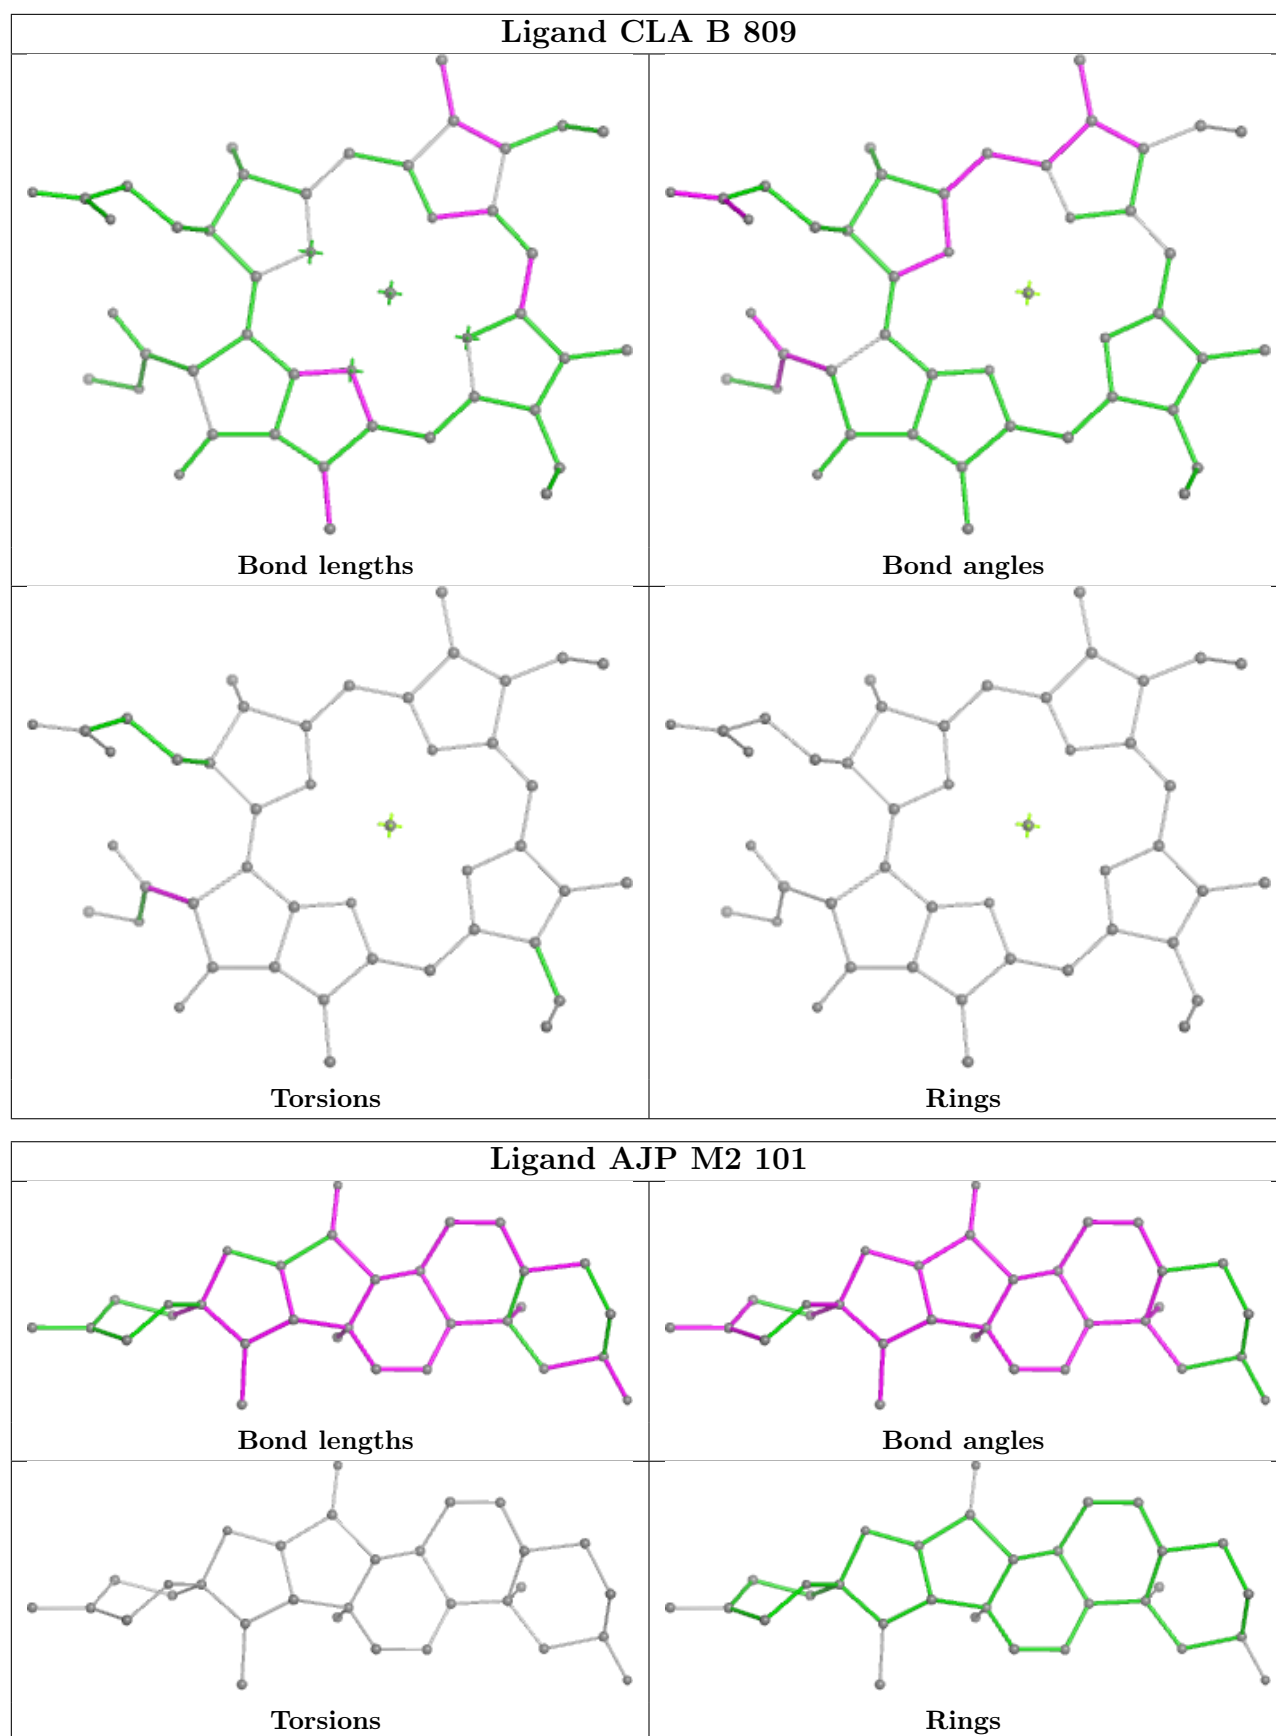 Ligand CLA B 809
Bond lengths
Bond angles
Torsions
Rings
Ligand AJP M2 101
Bond lengths
Bond angles
Torsions
Rings